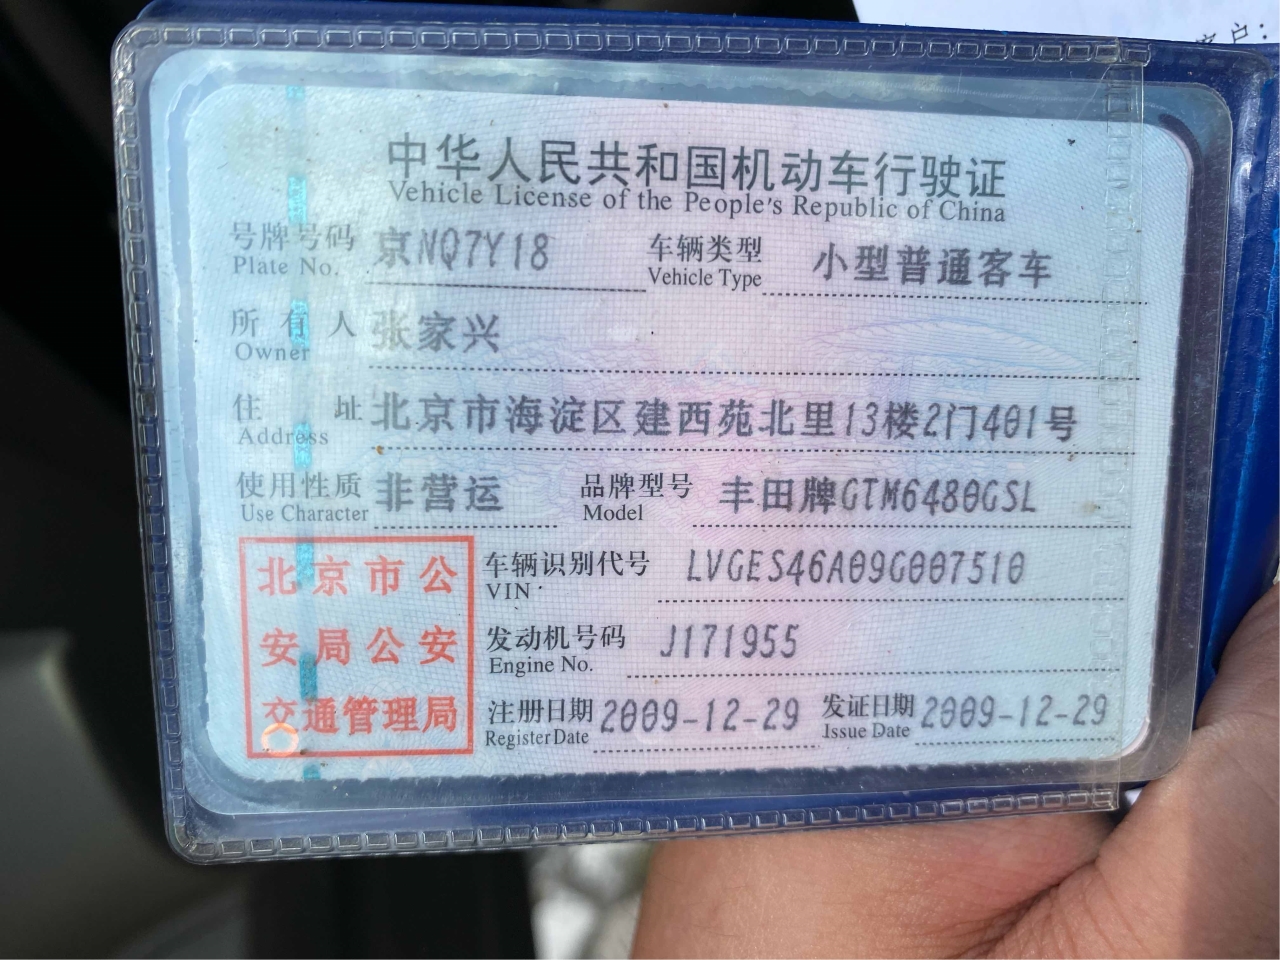 客户:
中华人民共和国机动车行驶证
Vehicle License of the People's Republic of China
号牌号码 京NQ7Y18 车辆类型 小型普通客车
Plate No. Vehicle Type
所有人 张家兴
Owner
住址 北京市海淀区建西苑北里13楼2门401号
Address
使用性质 非营运 品牌型号 丰田牌GTM6480GSL
Use Character Model
北京市公
安局公安
交通管理局
车辆识别代号 LVGES46A09G007510
VIN
发动机号码 J171955
Engine No.
注册日期 2009-12-29 发证日期 2009-12-29
Register Date Issue Date